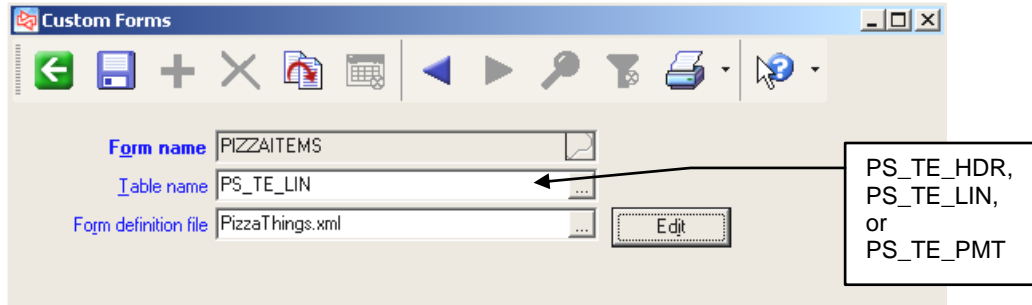 Custom Forms
Form name PIZZAITEMS
Table name PS_TE_LIN ...
Form definition file PizzaThings.xml ... Edit
PS_TE_HDR,
PS_TE_LIN,
or
PS_TE_PMT